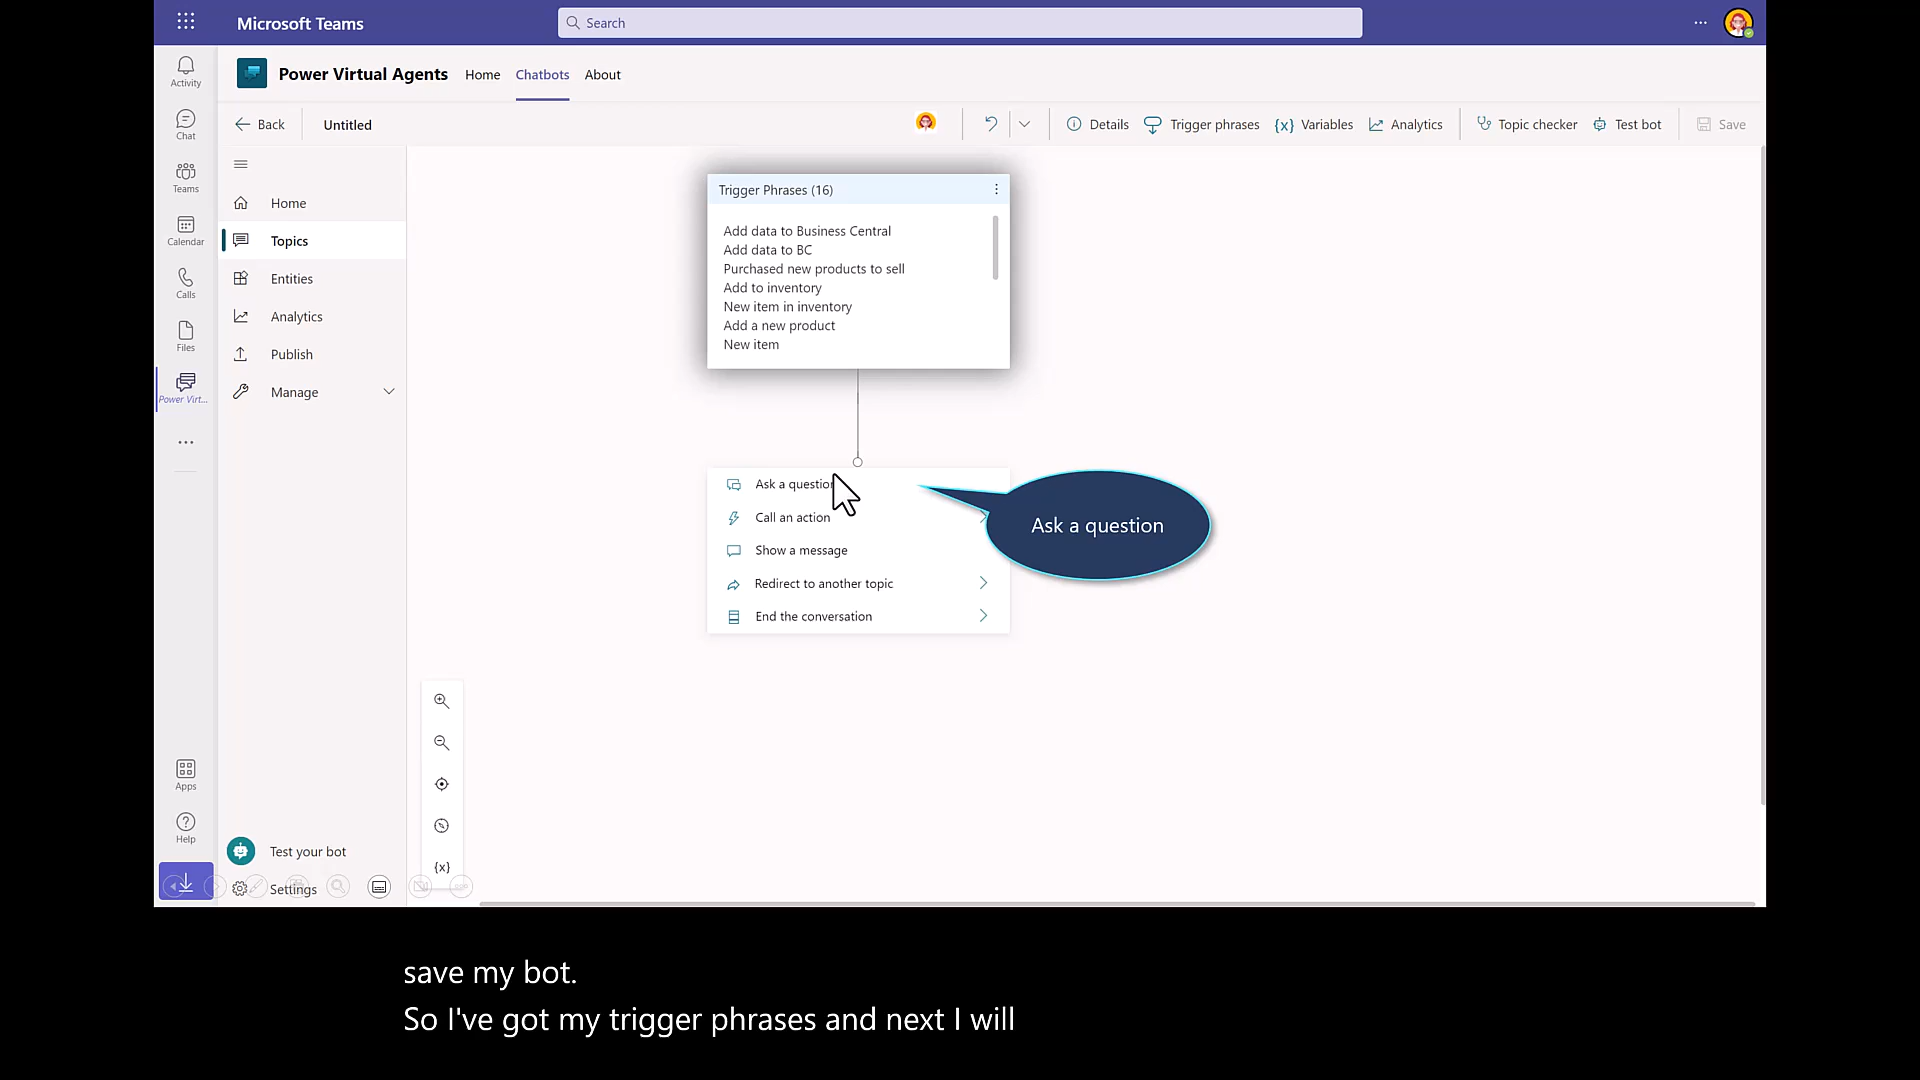 Microsoft Teams
Search
Activity
Chat
Teams
Calendar
Calls
Files
Power Virt...
Apps
Help
Power Virtual Agents
Home
Chatbots
About
Back
Untitled
Details
Trigger phrases
{x} Variables
Analytics
Topic checker
Test bot
Save
Home
Topics
Entities
Analytics
Publish
Manage
Test your bot
Settings
Trigger Phrases (16)
Add data to Business Central
Add data to BC
Purchased new products to sell
Add to inventory
New item in inventory
Add a new product
New item
Ask a question
Call an action
Show a message
Redirect to another topic
End the conversation
Ask a question
{x}
save my bot.
So I've got my trigger phrases and next I will